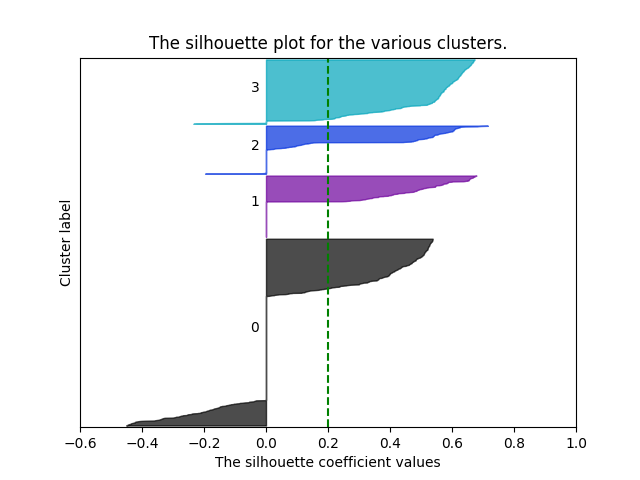 The silhouette plot for the various clusters.
3
2
1
0
Cluster label
−0.6 −0.4 −0.2 0.0 0.2 0.4 0.6 0.8 1.0
The silhouette coefficient values